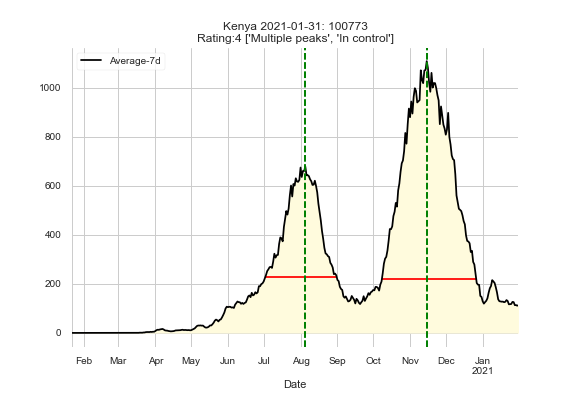 Kenya 2021-01-31: 100773
Rating:4 ['Multiple peaks', 'In control']
Average-7d
1000
800
600
400
200
0
Feb Mar Apr May Jun Jul Aug Sep Oct Nov Dec Jan
2021
Date